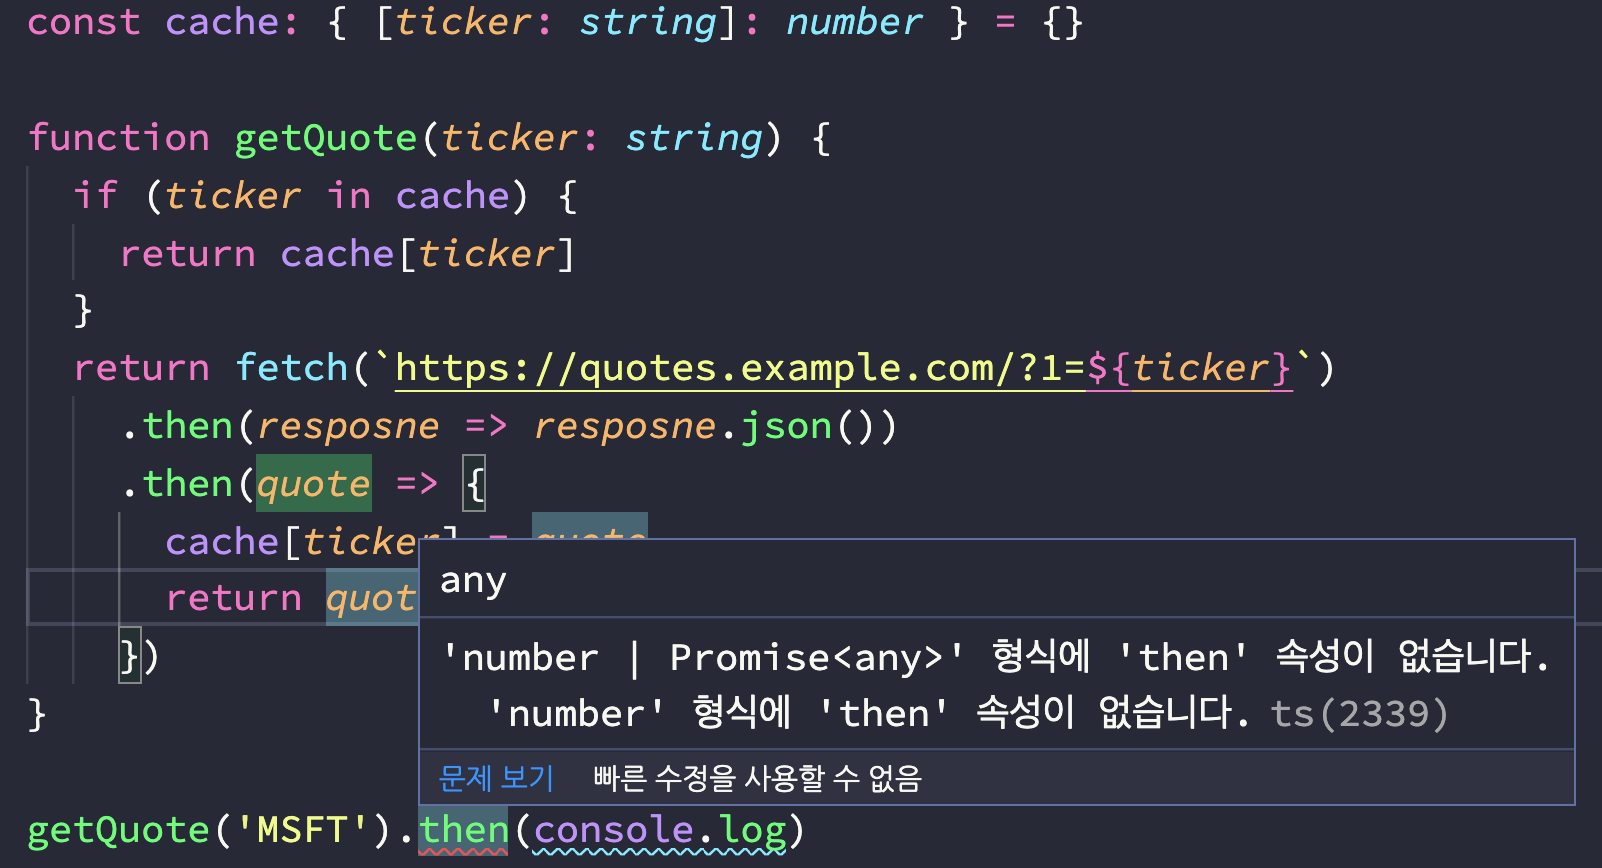 const cache: { [ticker: string]: number } = {}
function getQuote(ticker: string) {
if (ticker in cache) {
return cache[ticker]
}
return fetch(`https://quotes.example.com/?1=${ticker}`)
.then(resposne => resposne.json())
.then(quote => {
cache[ticker] = quote
return quot
})
}
any
'number | Promise<any>' 형식에 'then' 속성이 없습니다.
'number' 형식에 'then' 속성이 없습니다. ts(2339)
문제 보기 빠른 수정을 사용할 수 없음
getQuote('MSFT').then(console.log)